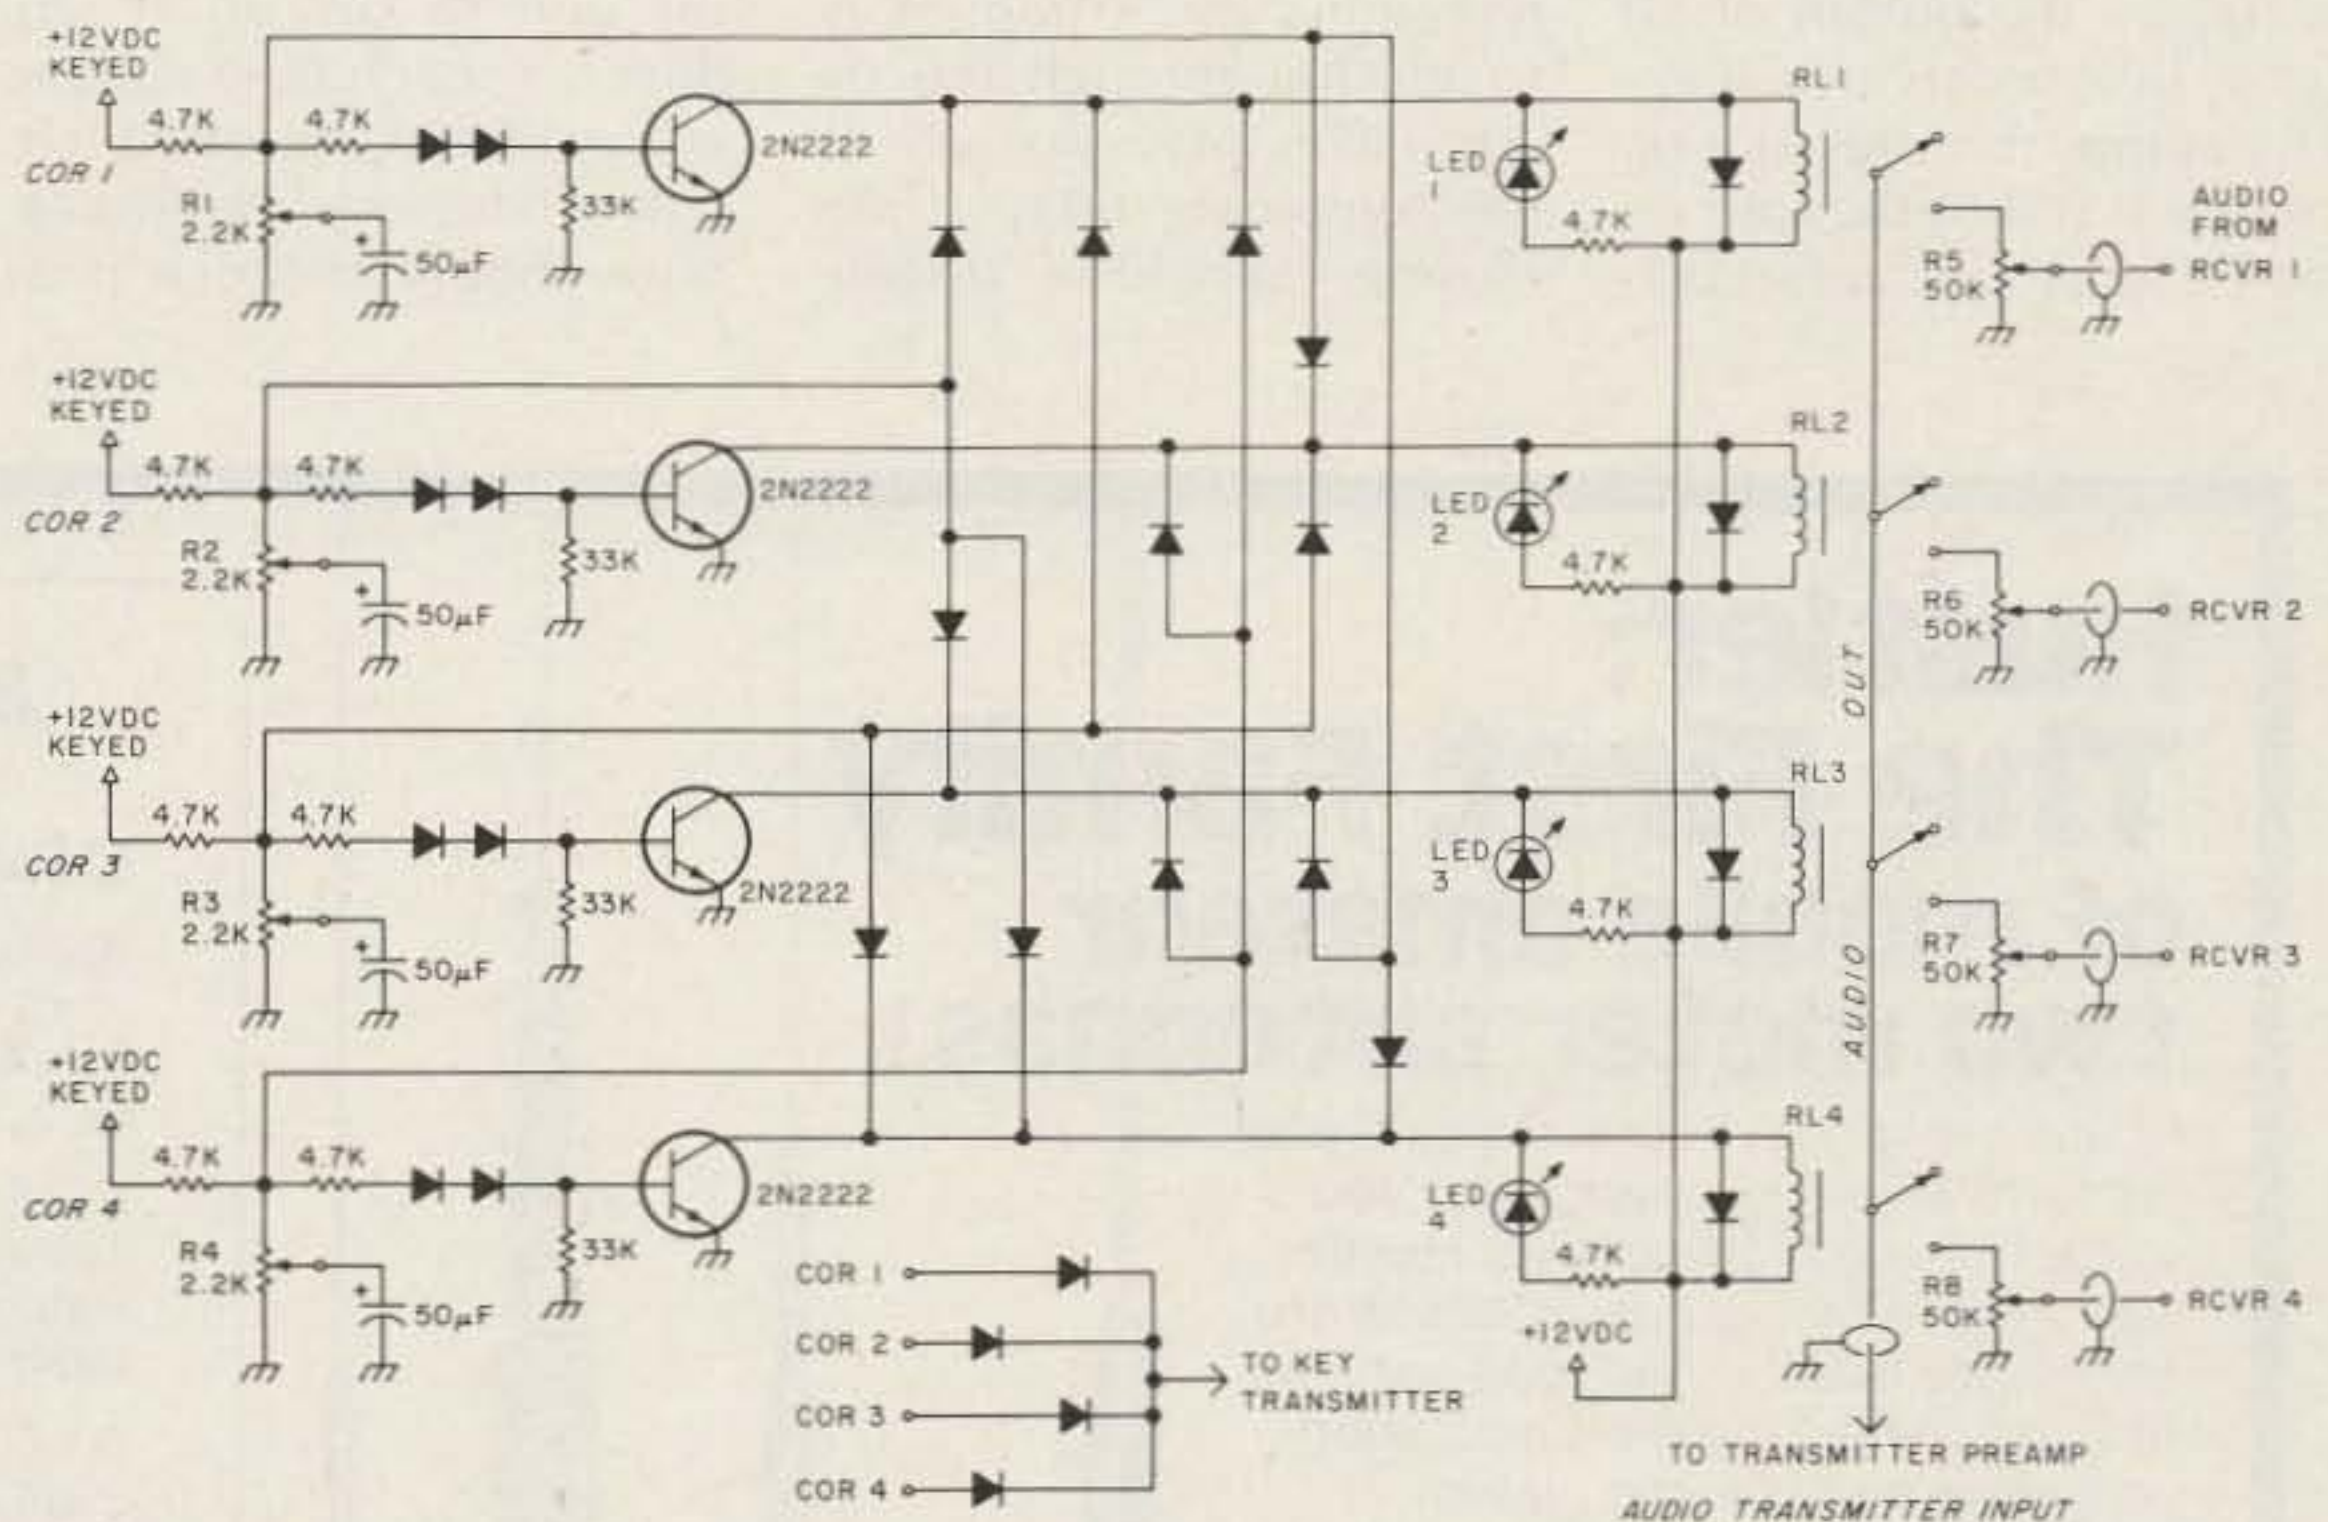 +12VDC
KEYED
4.7K
4.7K
COR 1
R1
2.2K
+
50µF
33K
2N2222
LED
1
4.7K
RL1
R5
50K
AUDIO
FROM
RCVR 1
+12VDC
KEYED
4.7K
4.7K
COR 2
R2
2.2K
+
50µF
33K
2N2222
LED
2
4.7K
RL2
R6
50K
RCVR 2
+12VDC
KEYED
4.7K
4.7K
COR 3
R3
2.2K
+
50µF
33K
2N2222
LED
3
4.7K
RL3
R7
50K
RCVR 3
AUDIO OUT
+12VDC
KEYED
4.7K
4.7K
COR 4
R4
2.2K
+
50µF
33K
2N2222
LED
4
4.7K
RL4
R8
50K
RCVR 4
COR 1
COR 2
COR 3
COR 4
TO KEY
TRANSMITTER
+12VDC
TO TRANSMITTER PREAMP
AUDIO TRANSMITTER INPUT